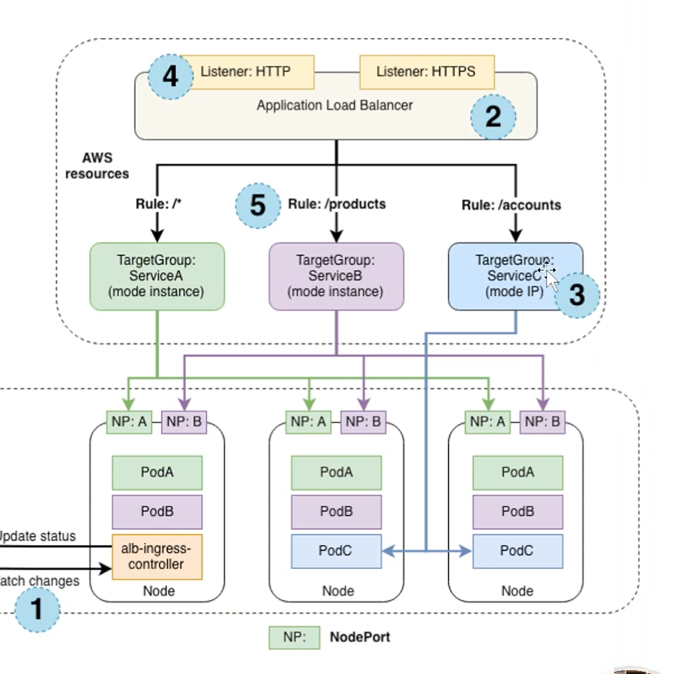 4
Listener: HTTP
Listener: HTTPS
Application Load Balancer
2
AWS
resources
Rule: /*
5
Rule: /products
Rule: /accounts
TargetGroup:
ServiceA
(mode instance)
TargetGroup:
ServiceB
(mode instance)
TargetGroup:
ServiceC
(mode IP)
3
NP: A
NP: B
NP: A
NP: B
NP: A
NP: B
PodA
PodB
alb-ingress-
controller
Node
PodA
PodB
PodC
Node
PodA
PodB
PodC
Node
Update status
atch changes
1
NP:
NodePort